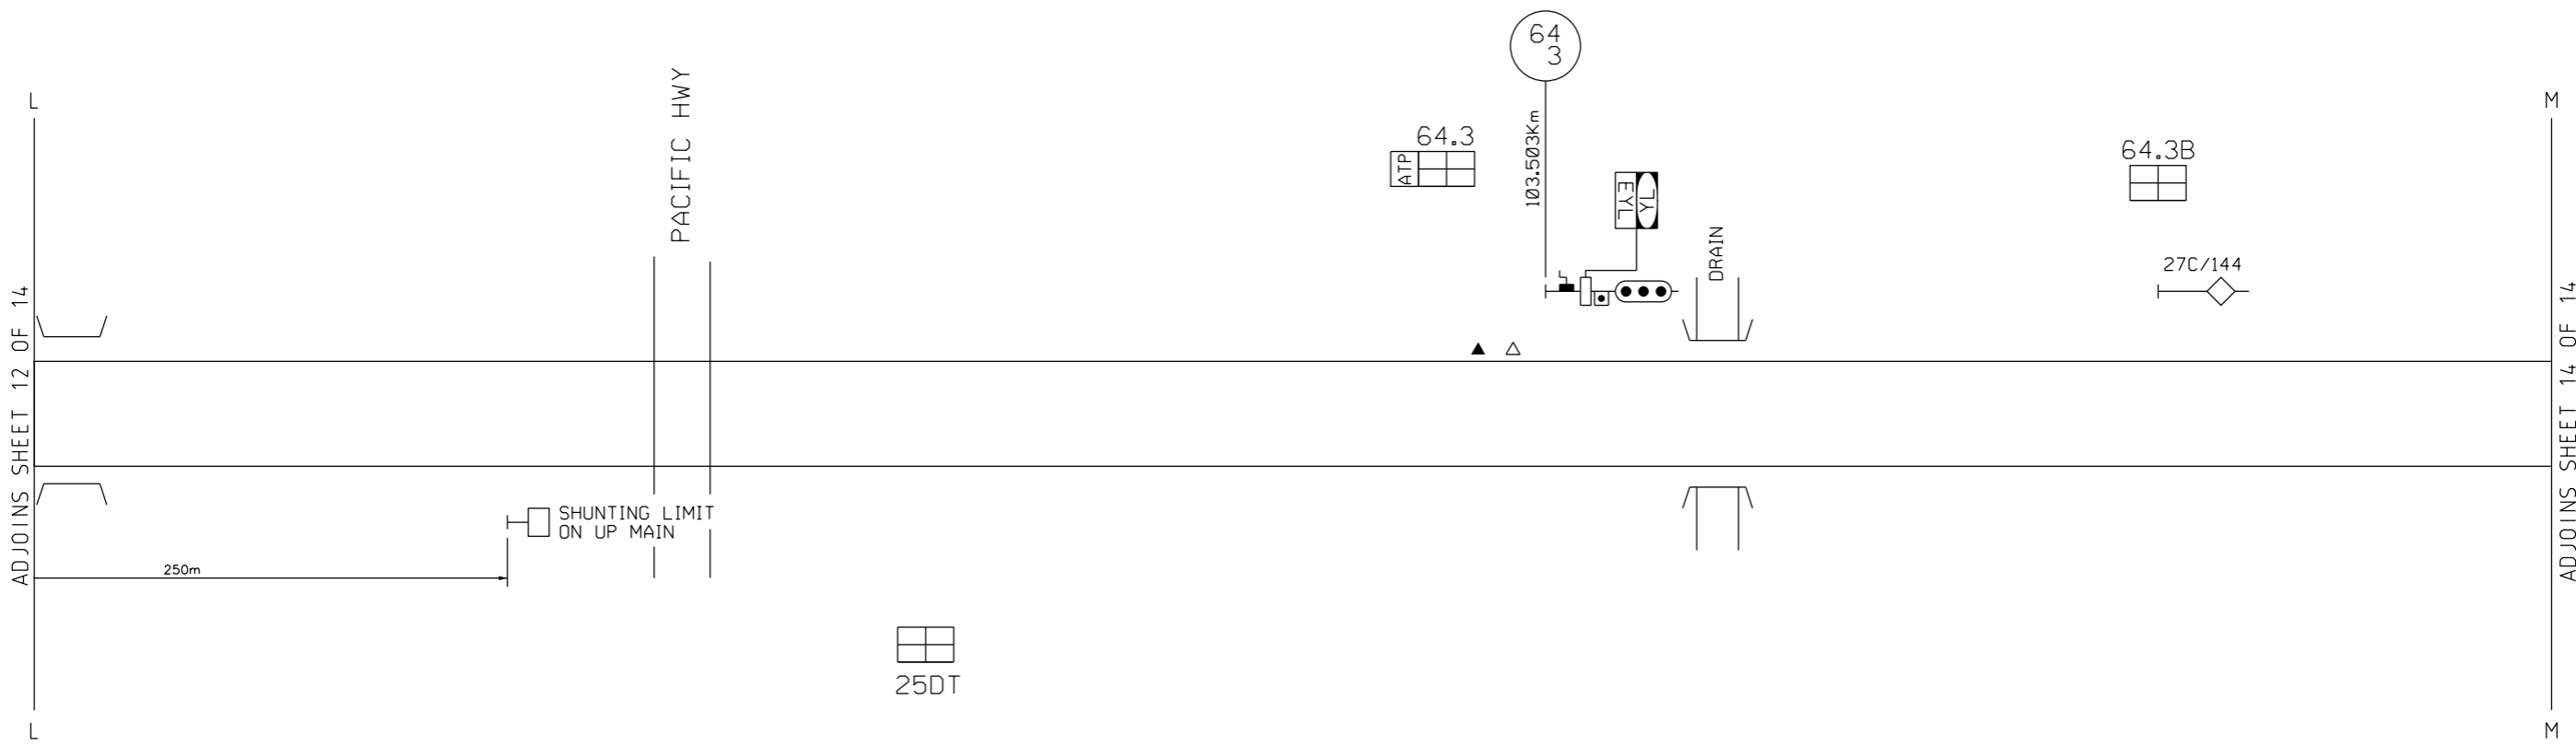 L
ADJOINS SHEET 12 OF 14
L
250m
SHUNTING LIMIT
ON UP MAIN
PACIFIC HWY
25DT
64.3
ATP
64
3
103.503Km
EYL
JL
DRAIN
64.3B
27C/144
M
ADJOINS SHEET 14 OF 14
M